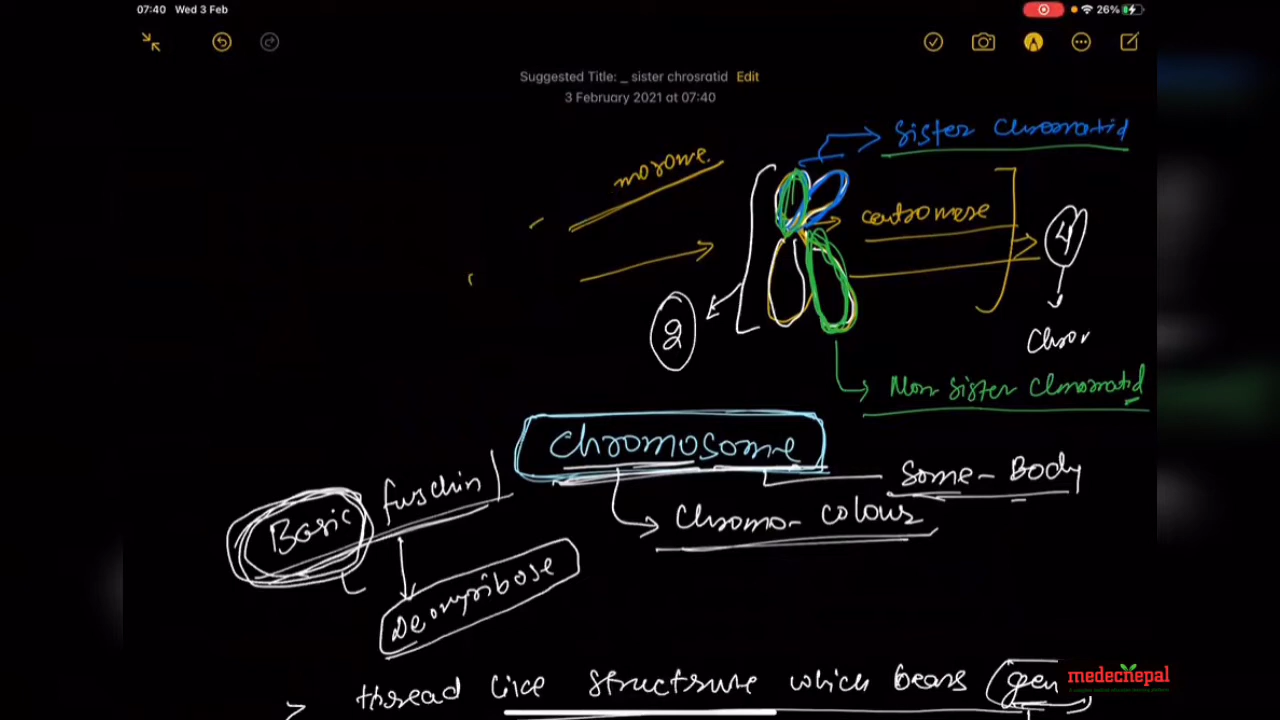 07:40 Wed 3 Feb
26%
Suggested Title: _ sister chrosratid Edit
3 February 2021 at 07:40
Sister Chromatid
morome.
centromere
4
2
Chror
Non Sister Chromatid
Chromosome
Some - Body
Basic fuschin
Chromo - colour
Deoxyribose
thread like structure which bears gen
medecnepal